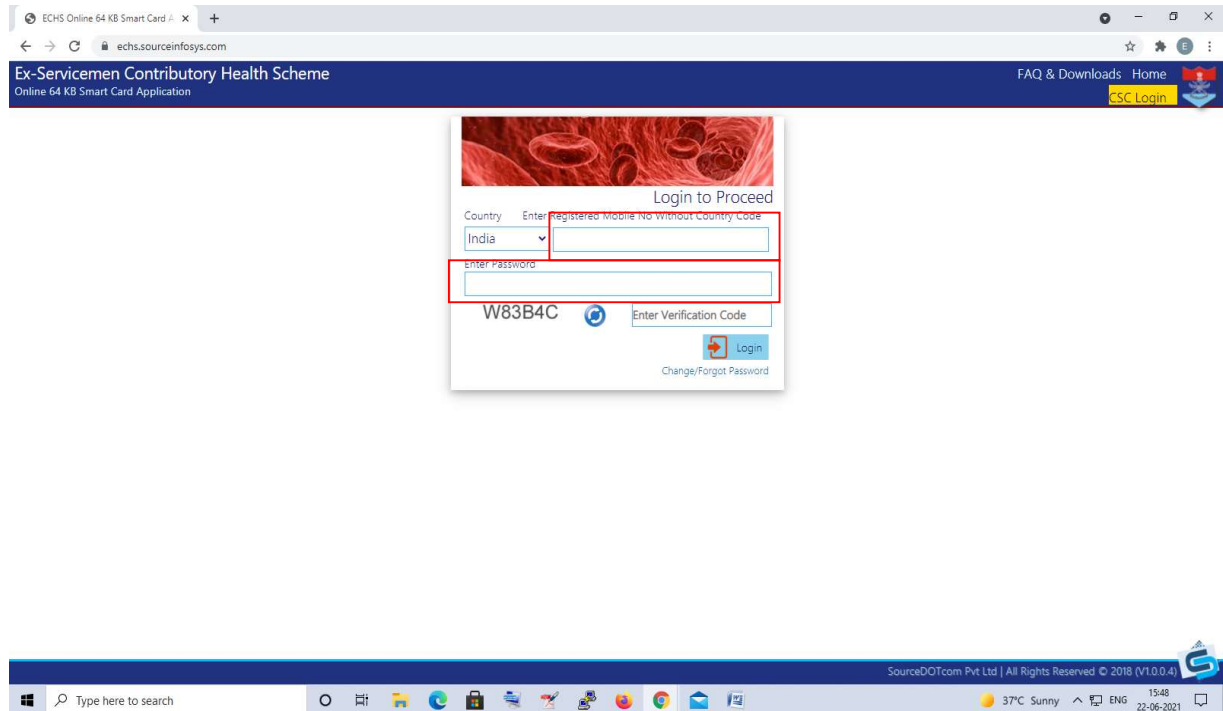 ECHS Online 64 KB Smart Card A
echs.sourceinfosys.com
E
Ex-Servicemen Contributory Health Scheme
Online 64 KB Smart Card Application
FAQ & Downloads Home
CSC Login
Login to Proceed
Country Enter Registered Mobile No Without Country Code
India
Enter Password
W83B4C Enter Verification Code
Login
Change/Forgot Password
SourceDOTcom Pvt Ltd | All Rights Reserved © 2018 (V1.0.0.4)
Type here to search
37°C Sunny ENG 15:48
22-06-2021